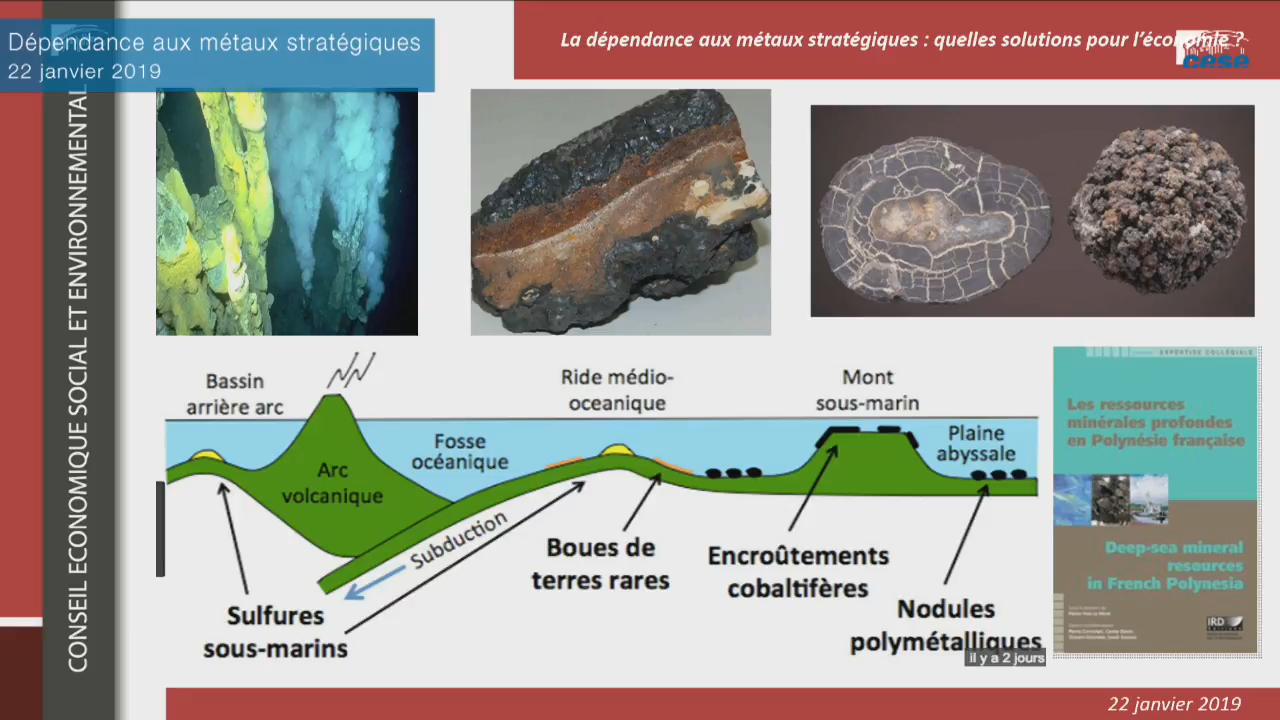 Dépendance aux métaux stratégiques
22 janvier 2019
La dépendance aux métaux stratégiques : quelles solutions pour l'économie ?
cese
CONSEIL ECONOMIQUE SOCIAL ET ENVIRONNEMENTAL
Bassin
arrière arc
Ride médio-
oceanique
Mont
sous-marin
Fosse
océanique
Plaine
abyssale
Arc
volcanique
Subduction
Boues de
terres rares
Encroûtements
cobaltifères
Sulfures
sous-marins
Nodules
polymétalliques
il y a 2 jours
EXPERTISE COLLÉGIALE
Les ressources
minérales profondes
en Polynésie française
Deep-sea mineral
resources
in French Polynesia
IRD
22 janvier 2019